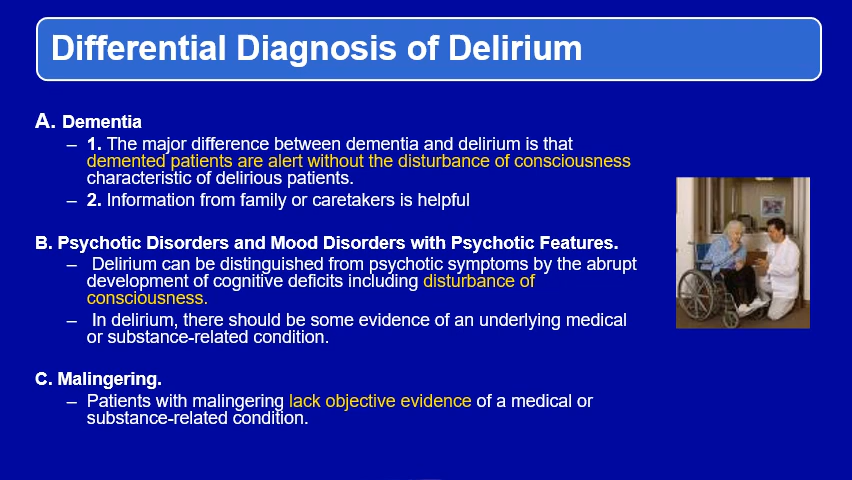 Differential Diagnosis of Delirium
A. Dementia
– 1. The major difference between dementia and delirium is that
demented patients are alert without the disturbance of consciousness
characteristic of delirious patients.
– 2. Information from family or caretakers is helpful
B. Psychotic Disorders and Mood Disorders with Psychotic Features.
– Delirium can be distinguished from psychotic symptoms by the abrupt
development of cognitive deficits including disturbance of
consciousness.
– In delirium, there should be some evidence of an underlying medical
or substance-related condition.
C. Malingering.
– Patients with malingering lack objective evidence of a medical or
substance-related condition.